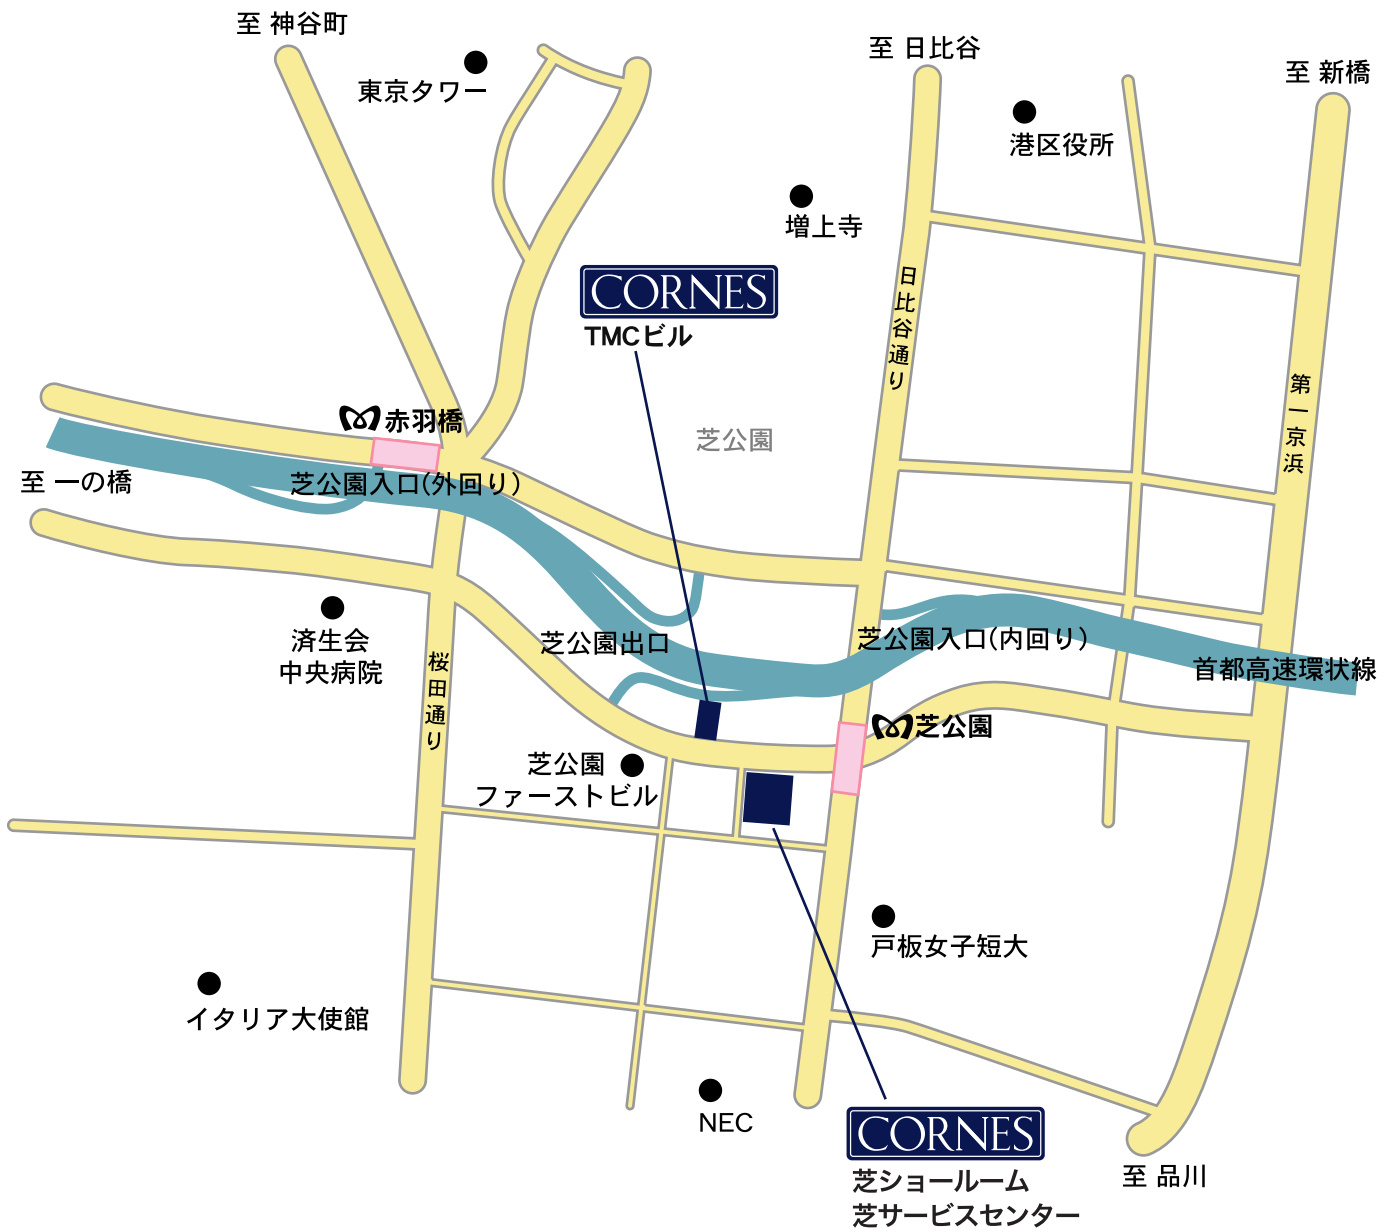 至 神谷町
至 日比谷
至 新橋
東京タワー
港区役所
増上寺
CORNES
TMCビル
日比谷通り
第一京浜
赤羽橋
芝公園
至 一の橋
芝公園入口(外回り)
済生会
中央病院
芝公園出口
芝公園入口(内回り)
首都高速環状線
桜田通り
芝公園
芝公園
ファーストビル
戸板女子短大
イタリア大使館
NEC
CORNES
芝ショールーム
芝サービスセンター
至 品川